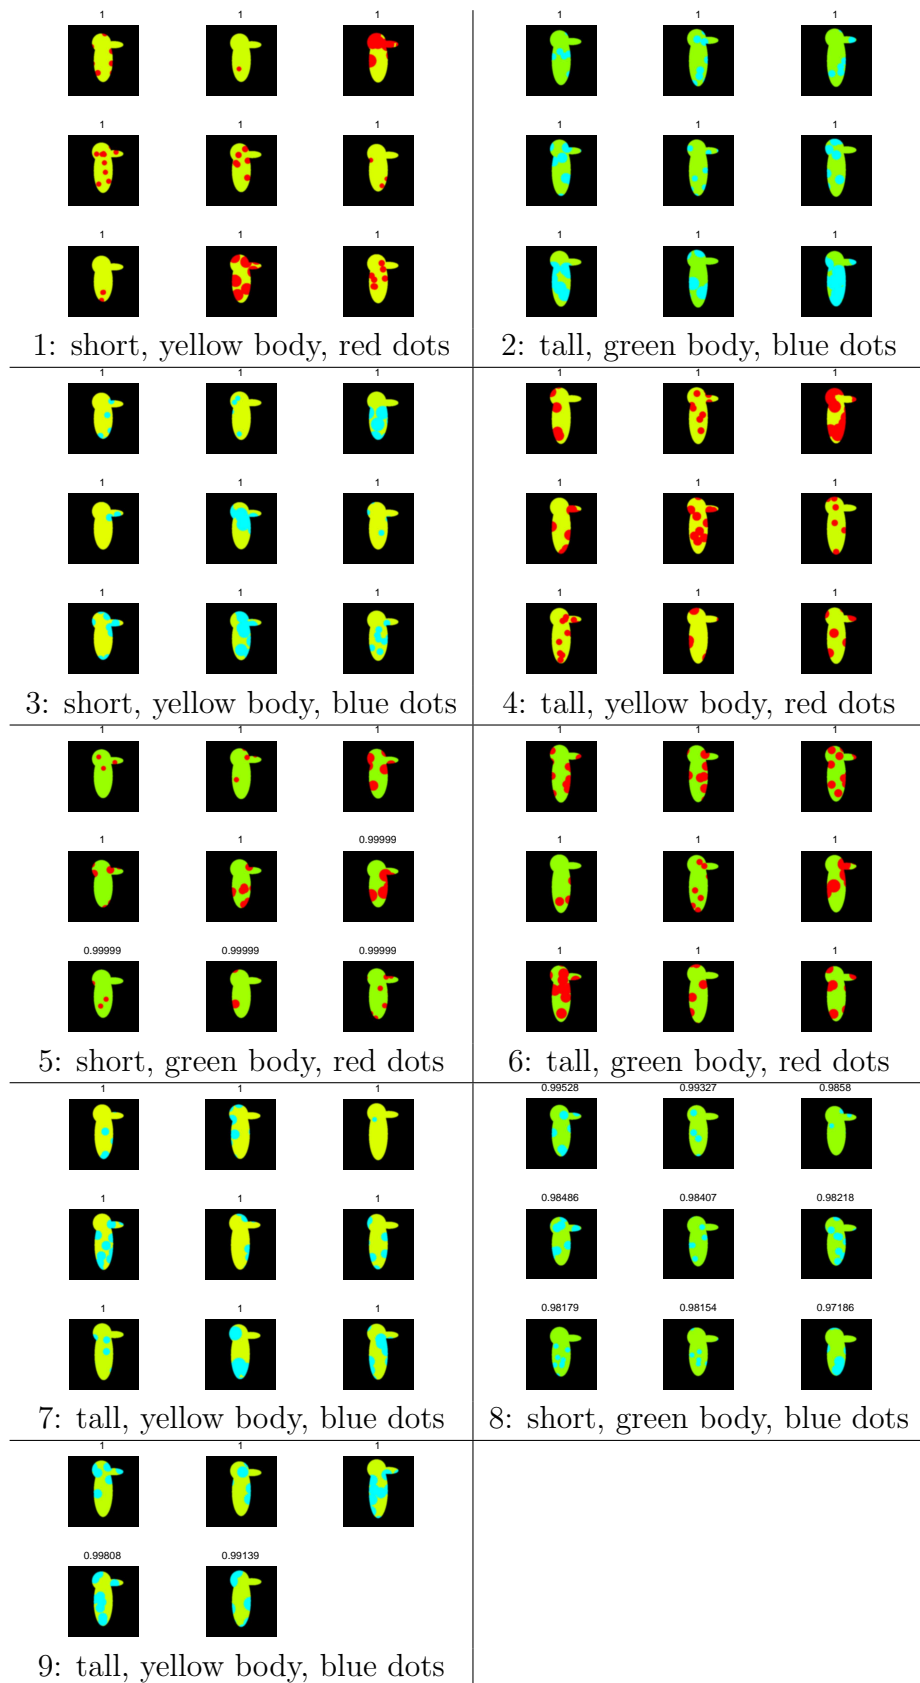 1 1 1
1 1 1
1 1 1
1: short, yellow body, red dots
1 1 1
1 1 1
1 1 1
2: tall, green body, blue dots
1 1 1
1 1 1
1 1 1
3: short, yellow body, blue dots
1 1 1
1 1 1
1 1 1
4: tall, yellow body, red dots
1 1 1
1 1 0.99999
0.99999 0.99999 0.99999
5: short, green body, red dots
1 1 1
1 1 1
1 1 1
6: tall, green body, red dots
1 1 1
1 1 1
1 1 1
7: tall, yellow body, blue dots
0.99528 0.99327 0.9858
0.98486 0.98407 0.98218
0.98179 0.98154 0.97186
8: short, green body, blue dots
1 1 1
0.99808 0.99139
9: tall, yellow body, blue dots